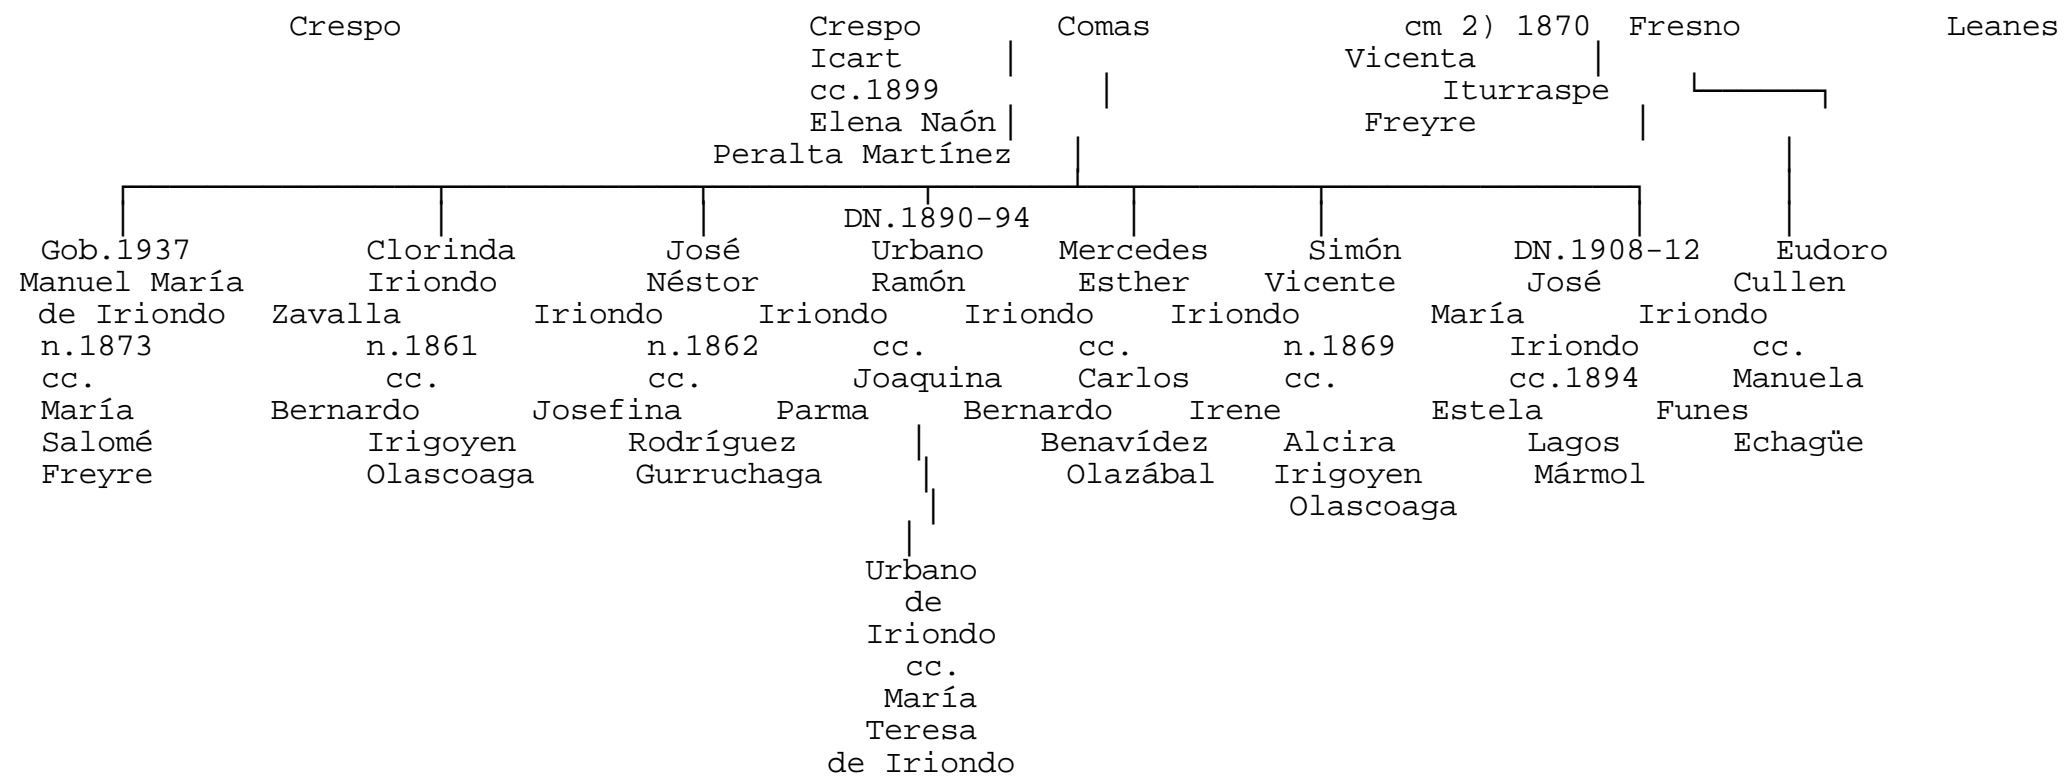 Crespo Crespo Comas cm 2) 1870 Fresno Leanes
Icart Vicenta
cc.1899 Iturraspe
Elena Naón Freyre
Peralta Martínez
DN.1890-94
Gob.1937 Clorinda José Urbano Mercedes Simón DN.1908-12 Eudoro
Manuel María Iriondo Néstor Ramón Esther Vicente José Cullen
de Iriondo Zavalla Iriondo Iriondo Iriondo Iriondo María Iriondo
n.1873 n.1861 n.1862 cc. cc. n.1869 Iriondo cc.
cc. cc. cc. Joaquina Carlos cc. cc.1894 Manuela
María Bernardo Josefina Parma Bernardo Irene Estela Funes
Salomé Irigoyen Rodríguez Benavídez Alcira Lagos Echagüe
Freyre Olascoaga Gurruchaga Olazábal Irigoyen Mármol
Olascoaga
Urbano
de
Iriondo
cc.
María
Teresa
de Iriondo